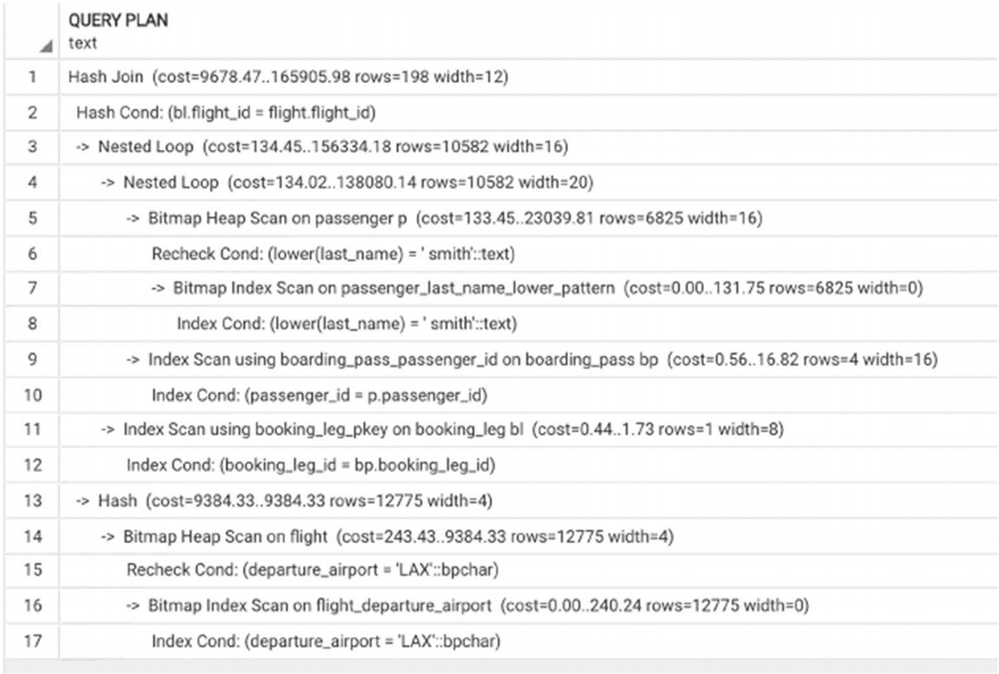 QUERY PLAN
text
1 Hash Join (cost=9678.47..165905.98 rows=198 width=12)
2 Hash Cond: (bl.flight_id = flight.flight_id)
3 -> Nested Loop (cost=134.45..156334.18 rows=10582 width=16)
4 -> Nested Loop (cost=134.02..138080.14 rows=10582 width=20)
5 -> Bitmap Heap Scan on passenger p (cost=133.45..23039.81 rows=6825 width=16)
6 Recheck Cond: (lower(last_name) = ' smith'::text)
7 -> Bitmap Index Scan on passenger_last_name_lower_pattern (cost=0.00..131.75 rows=6825 width=0)
8 Index Cond: (lower(last_name) = ' smith'::text)
9 -> Index Scan using boarding_pass_passenger_id on boarding_pass bp (cost=0.56..16.82 rows=4 width=16)
10 Index Cond: (passenger_id = p.passenger_id)
11 -> Index Scan using booking_leg_pkey on booking_leg bl (cost=0.44..1.73 rows=1 width=8)
12 Index Cond: (booking_leg_id = bp.booking_leg_id)
13 -> Hash (cost=9384.33..9384.33 rows=12775 width=4)
14 -> Bitmap Heap Scan on flight (cost=243.43..9384.33 rows=12775 width=4)
15 Recheck Cond: (departure_airport = 'LAX'::bpchar)
16 -> Bitmap Index Scan on flight_departure_airport (cost=0.00..240.24 rows=12775 width=0)
17 Index Cond: (departure_airport = 'LAX'::bpchar)